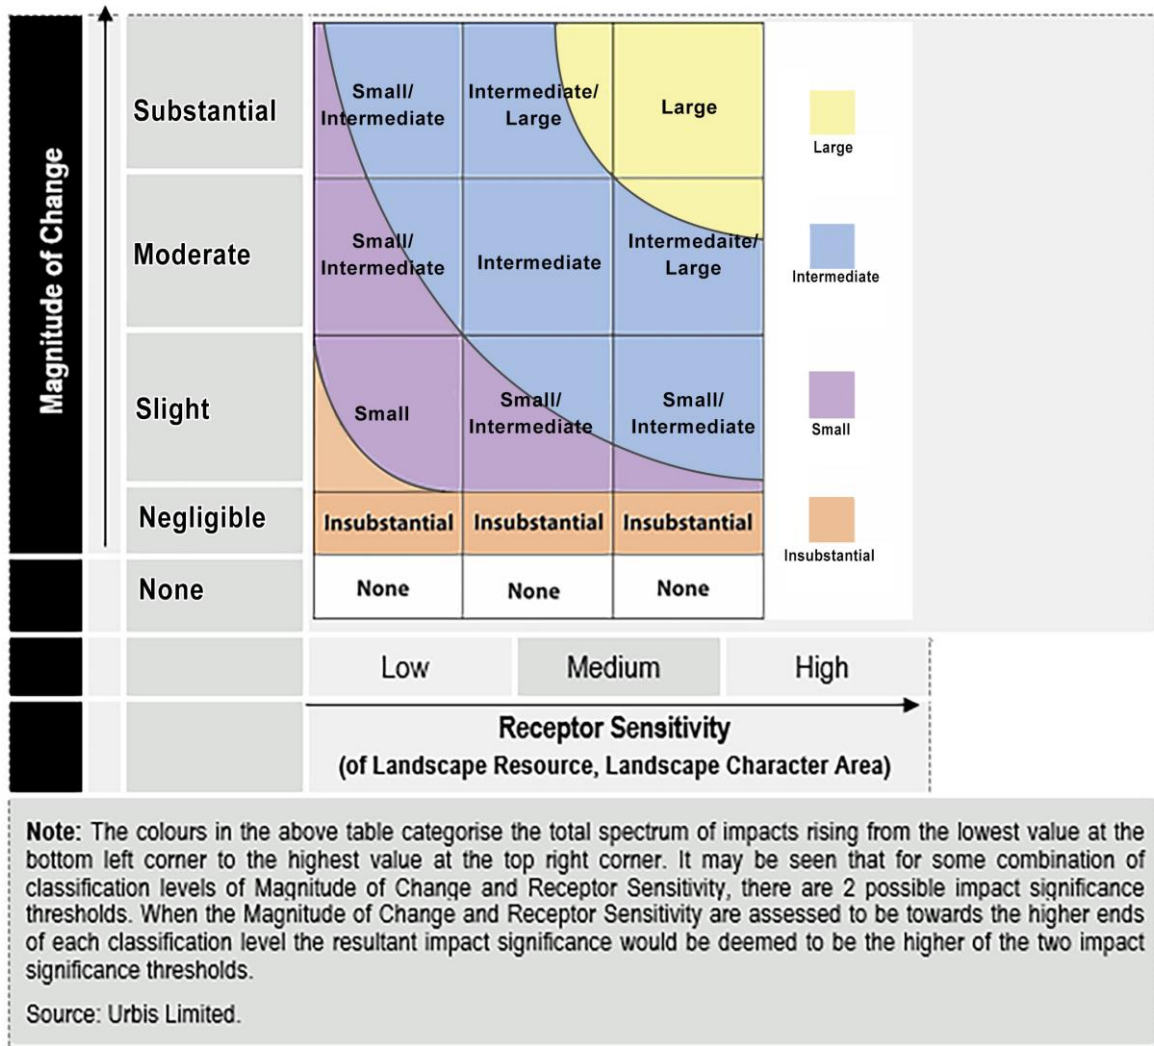 Magnitude of Change
Substantial
Small/
Intermediate
Intermediate/
Large
Large
Large
Moderate
Small/
Intermediate
Intermediate
Intermedaite/
Large
Intermediate
Slight
Small
Small/
Intermediate
Small/
Intermediate
Small
Negligible
Insubstantial
Insubstantial
Insubstantial
Insubstantial
None
None
None
None
Low
Medium
High
Receptor Sensitivity
(of Landscape Resource, Landscape Character Area)
Note: The colours in the above table categorise the total spectrum of impacts rising from the lowest value at the
bottom left corner to the highest value at the top right corner. It may be seen that for some combination of
classification levels of Magnitude of Change and Receptor Sensitivity, there are 2 possible impact significance
thresholds. When the Magnitude of Change and Receptor Sensitivity are assessed to be towards the higher ends
of each classification level the resultant impact significance would be deemed to be the higher of the two impact
significance thresholds.
Source: Urbis Limited.